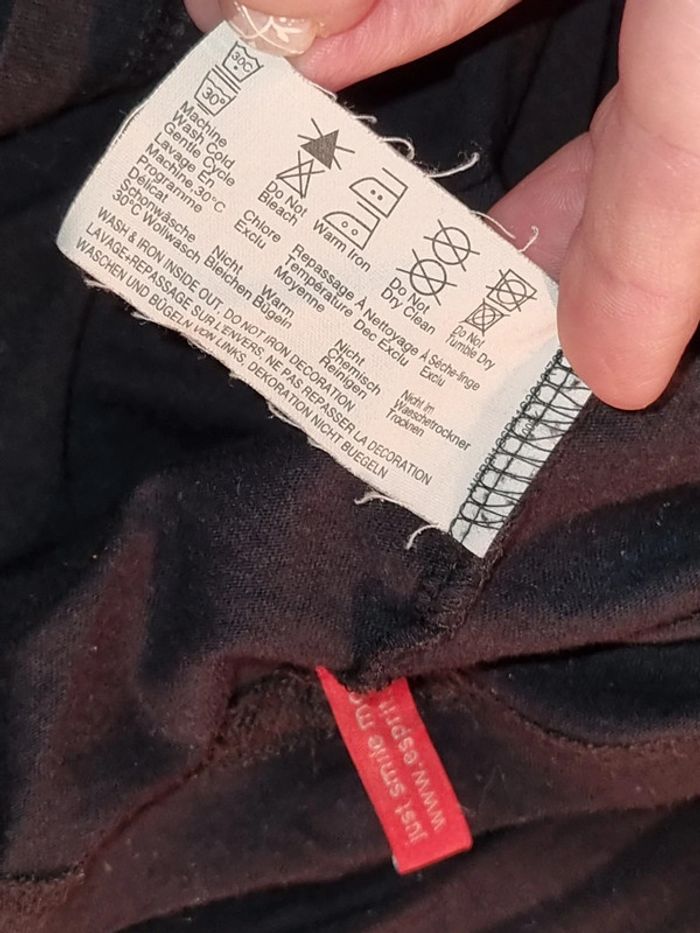 30C
30°
Machine
Wash Cold
Gentle Cycle
Lavage En
Machine 30°C
Programme
Délicat
Schonwäsche
30°C Wollwasch
Do Not
Bleach
Chlore
Exclu
Nicht
Bleichen
Warm Iron
Repassage À
Température
Moyenne
Warm
Bügeln
Do Not
Dry Clean
Nettoyage À
Dec Exclu
Nicht
Chemisch
Reinigen
Do Not
Tumble Dry
Sèche-linge
Exclu
Nicht im
Waeschetrockner
Trocknen
WASH & IRON INSIDE OUT, DO NOT IRON DECORATION
LAVAGE+REPASSAGE SUR L'ENVERS, NE PAS REPASSER LA DECORATION
WASCHEN UND BÜGELN VON LINKS, DEKORATION NICHT BUEGELN
just smile
www.esprit